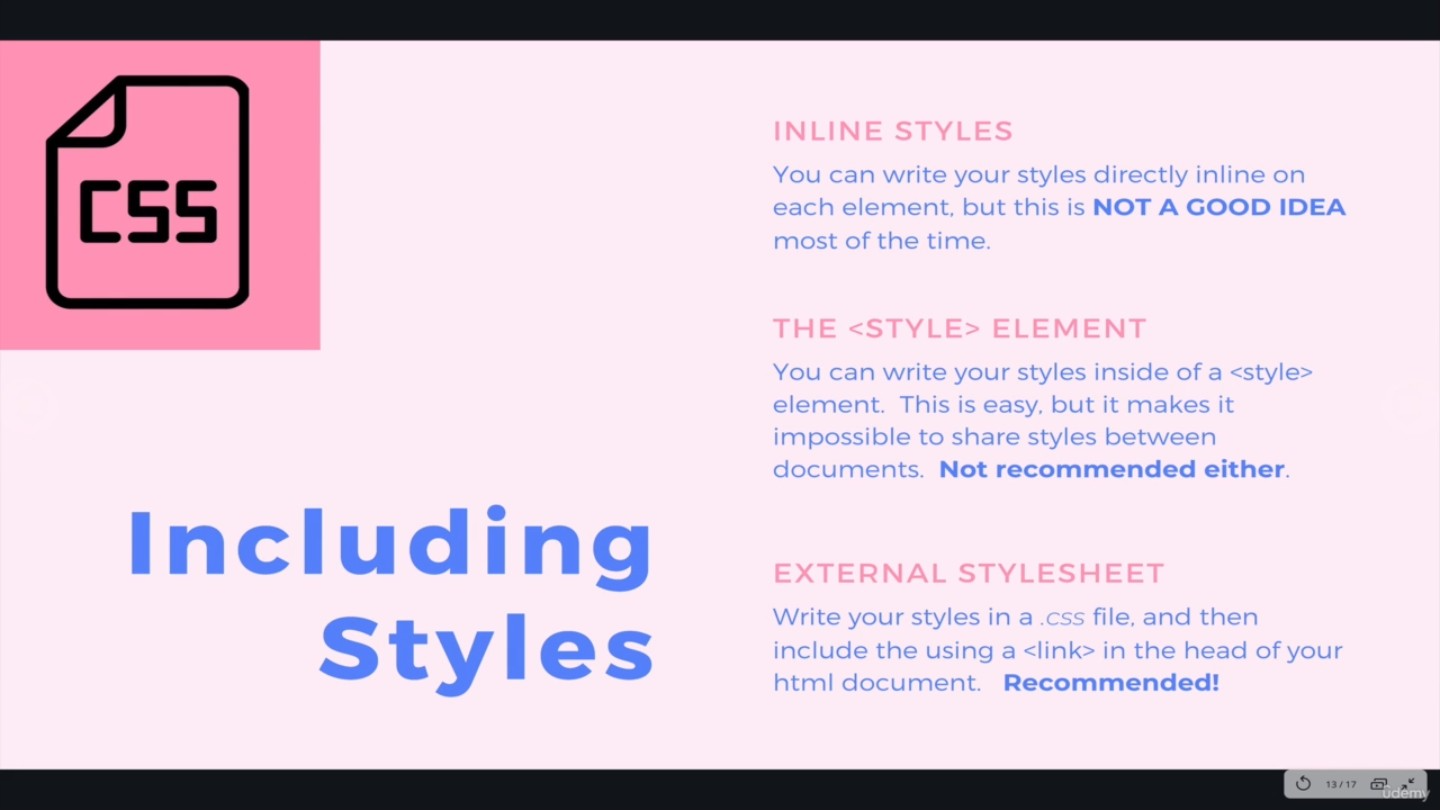 CSS
Including
Styles
INLINE STYLES
You can write your styles directly inline on
each element, but this is NOT A GOOD IDEA
most of the time.
THE <STYLE> ELEMENT
You can write your styles inside of a <style>
element.  This is easy, but it makes it
impossible to share styles between
documents.  Not recommended either.
EXTERNAL STYLESHEET
Write your styles in a .css file, and then
include the using a <link> in the head of your
html document.   Recommended!
13/17
ûdemy